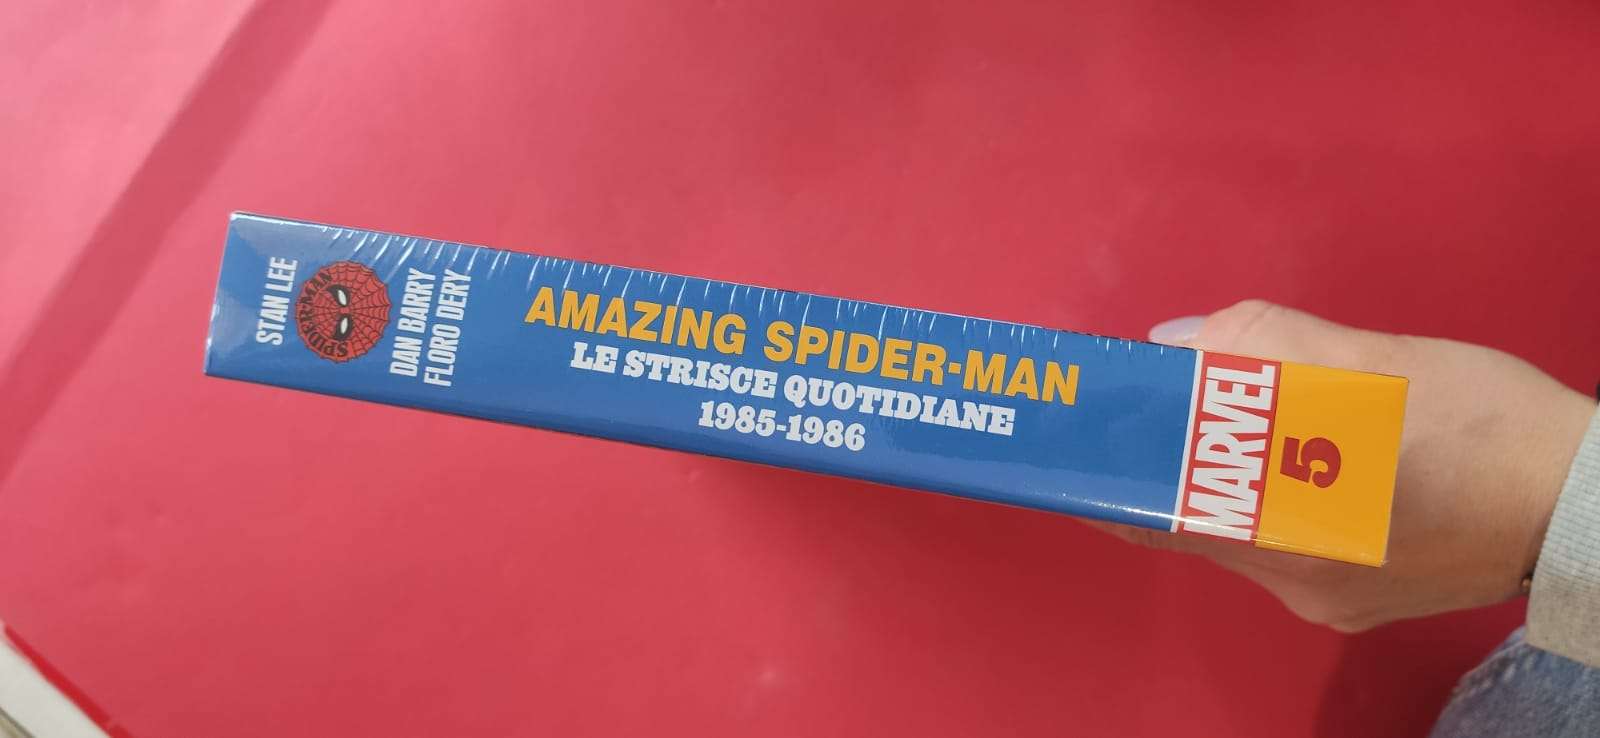 STAN LEE
SPIDER-MAN
DAN BARRY
FLORO DERY
AMAZING SPIDER-MAN
LE STRISCE QUOTIDIANE
1985-1986
MARVEL
5